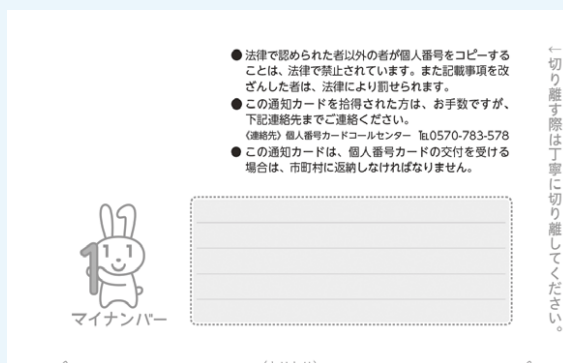 ● 法律で認められた者以外の者が個人番号をコピーする
ことは、法律で禁止されています。また記載事項を改
ざんした者は、法律により罰せられます。
● この通知カードを拾得された方は、お手数ですが、
下記連絡先までご連絡ください。
〈連絡先〉個人番号カードコールセンター ℡0570-783-578
● この通知カードは、個人番号カードの交付を受ける
場合は、市町村に返納しなければなりません。
←切り離す際は丁寧に切り離してください。
1
マイナンバー